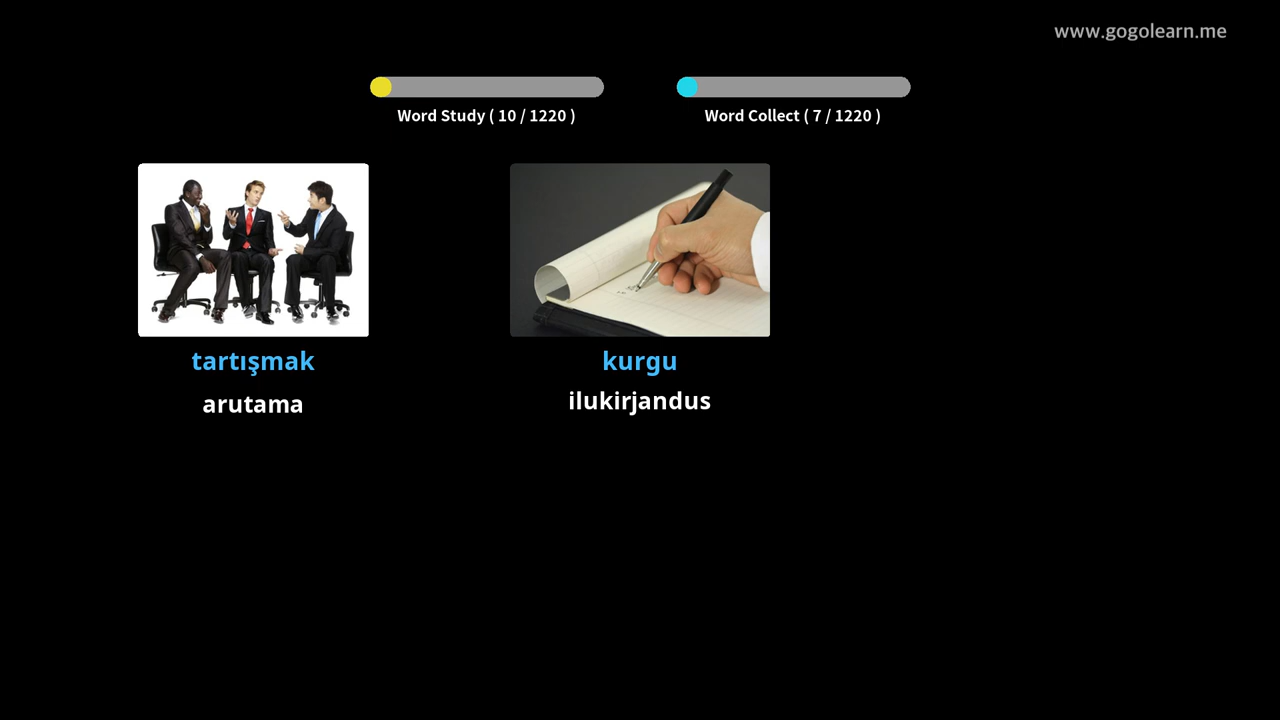 www.gogolearn.me
Word Study ( 10 / 1220 )
Word Collect ( 7 / 1220 )
tartışmak
arutama
kurgu
ilukirjandus